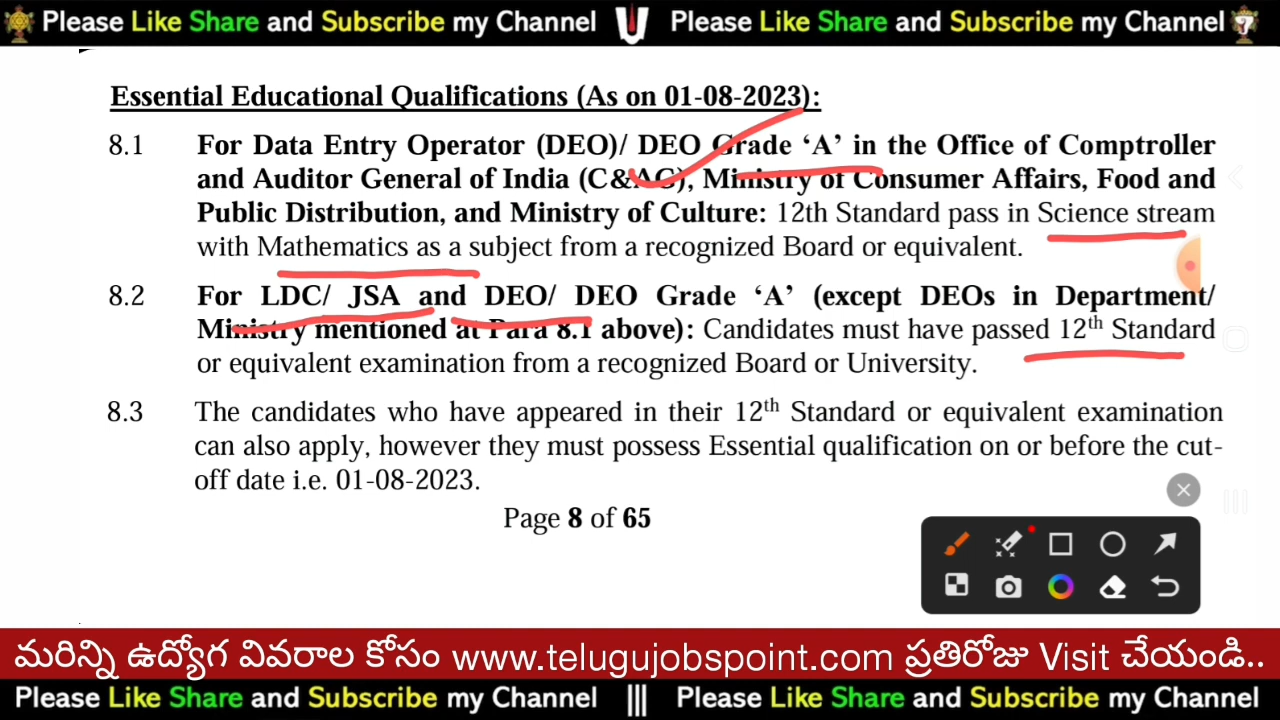 Please Like Share and Subscribe my Channel Please Like Share and Subscribe my Channel
Essential Educational Qualifications (As on 01-08-2023):
8.1 For Data Entry Operator (DEO)/ DEO Grade ‘A’ in the Office of Comptroller
and Auditor General of India (C&AG), Ministry of Consumer Affairs, Food and
Public Distribution, and Ministry of Culture: 12th Standard pass in Science stream
with Mathematics as a subject from a recognized Board or equivalent.
8.2 For LDC/ JSA and DEO/ DEO Grade ‘A’ (except DEOs in Department/
Ministry mentioned at Para 8.1 above): Candidates must have passed 12th Standard
or equivalent examination from a recognized Board or University.
8.3 The candidates who have appeared in their 12th Standard or equivalent examination
can also apply, however they must possess Essential qualification on or before the cut-
off date i.e. 01-08-2023.
Page 8 of 65
మరిన్ని ఉద్యోగ వివరాల కోసం www.telugujobspoint.com ప్రతిరోజు Visit చేయండి..
Please Like Share and Subscribe my Channel ||| Please Like Share and Subscribe my Channel